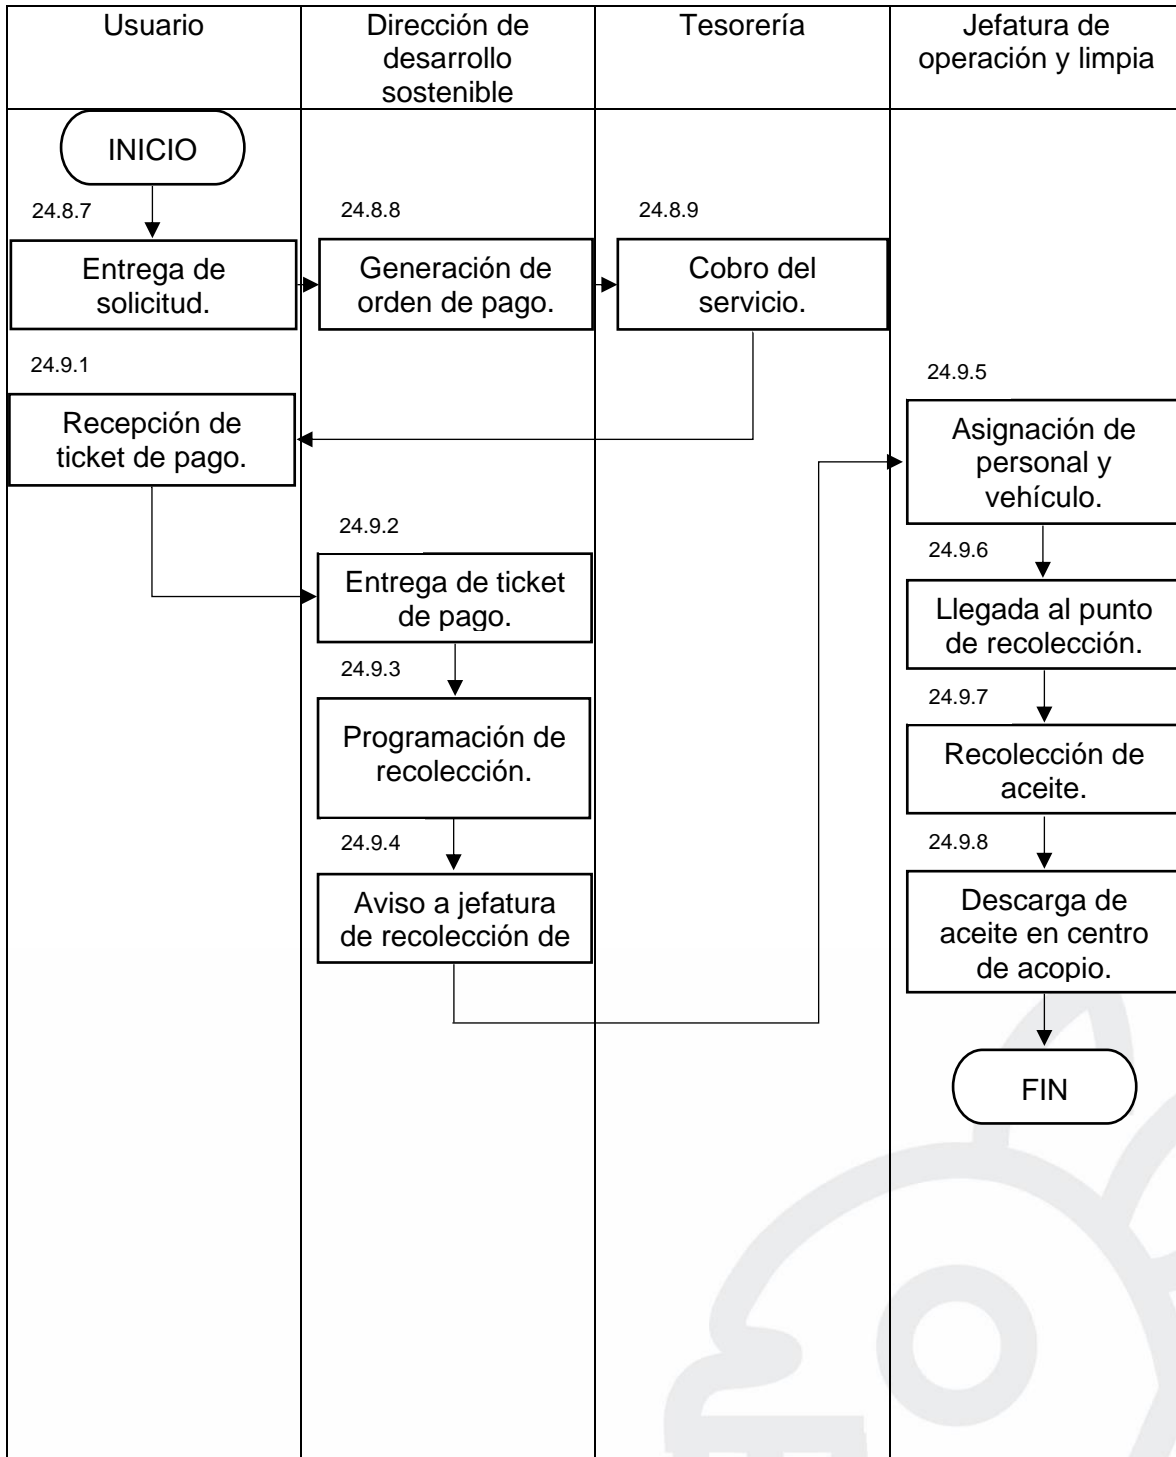 Usuario
Dirección de
desarrollo
sostenible
Tesorería
Jefatura de
operación y limpia
INICIO
24.8.7
Entrega de
solicitud.
24.8.8
Generación de
orden de pago.
24.8.9
Cobro del
servicio.
24.9.1
Recepción de
ticket de pago.
24.9.2
Entrega de ticket
de pago.
24.9.3
Programación de
recolección.
24.9.4
Aviso a jefatura
de recolección de
24.9.5
Asignación de
personal y
vehículo.
24.9.6
Llegada al punto
de recolección.
24.9.7
Recolección de
aceite.
24.9.8
Descarga de
aceite en centro
de acopio.
FIN